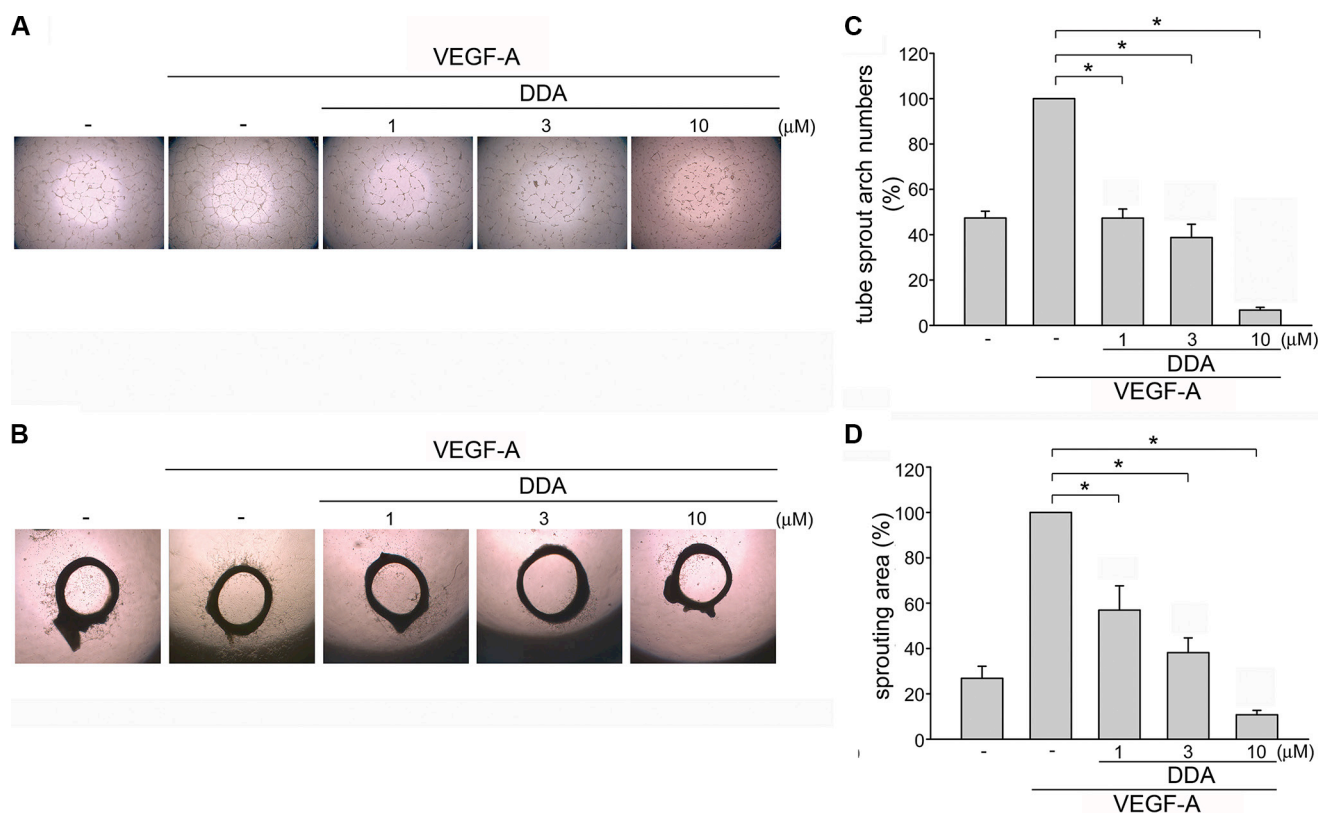 A
VEGF-A
DDA
- - 1 3 10 (μM)
B
VEGF-A
DDA
- - 1 3 10 (μM)
C
* 
*
*
tube sprout arch numbers
(%)
120
100
80
60
40
20
0
- - 1 3 10 (μM)
DDA
VEGF-A
D
*
*
*
sprouting area (%)
120
100
80
60
40
20
0
- - 1 3 10 (μM)
DDA
VEGF-A